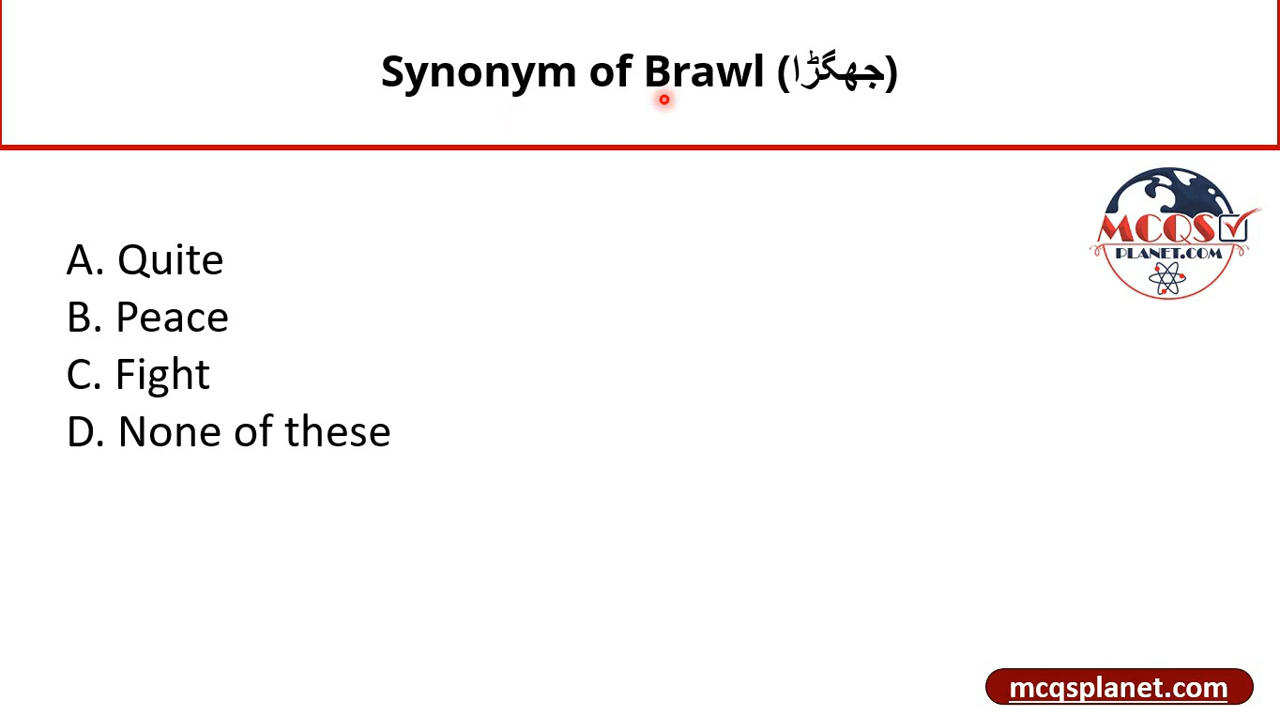 Synonym of Brawl (جھگڑا)
MCQS
PLANET.COM
A. Quite
B. Peace
C. Fight
D. None of these
mcqsplanet.com